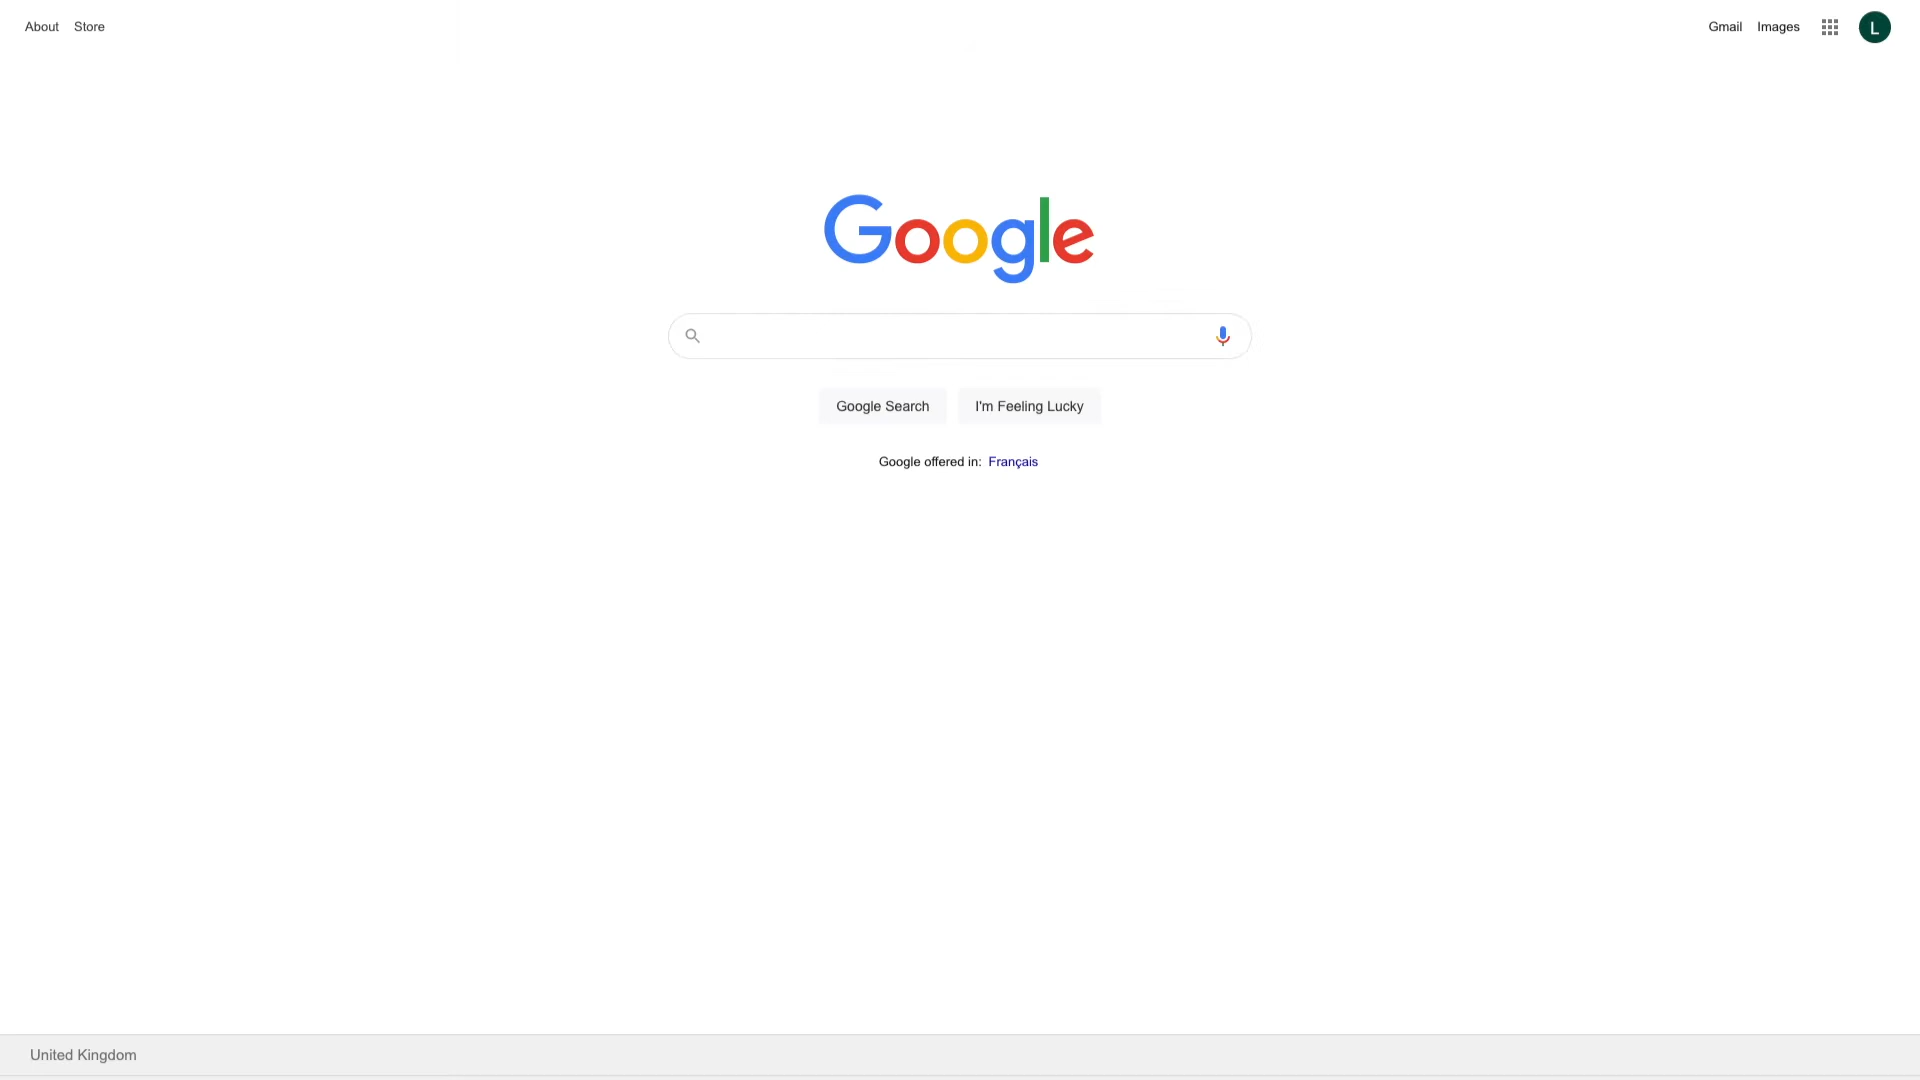 About Store
Gmail Images
L
Google
Google Search
I'm Feeling Lucky
Google offered in: Français
United Kingdom